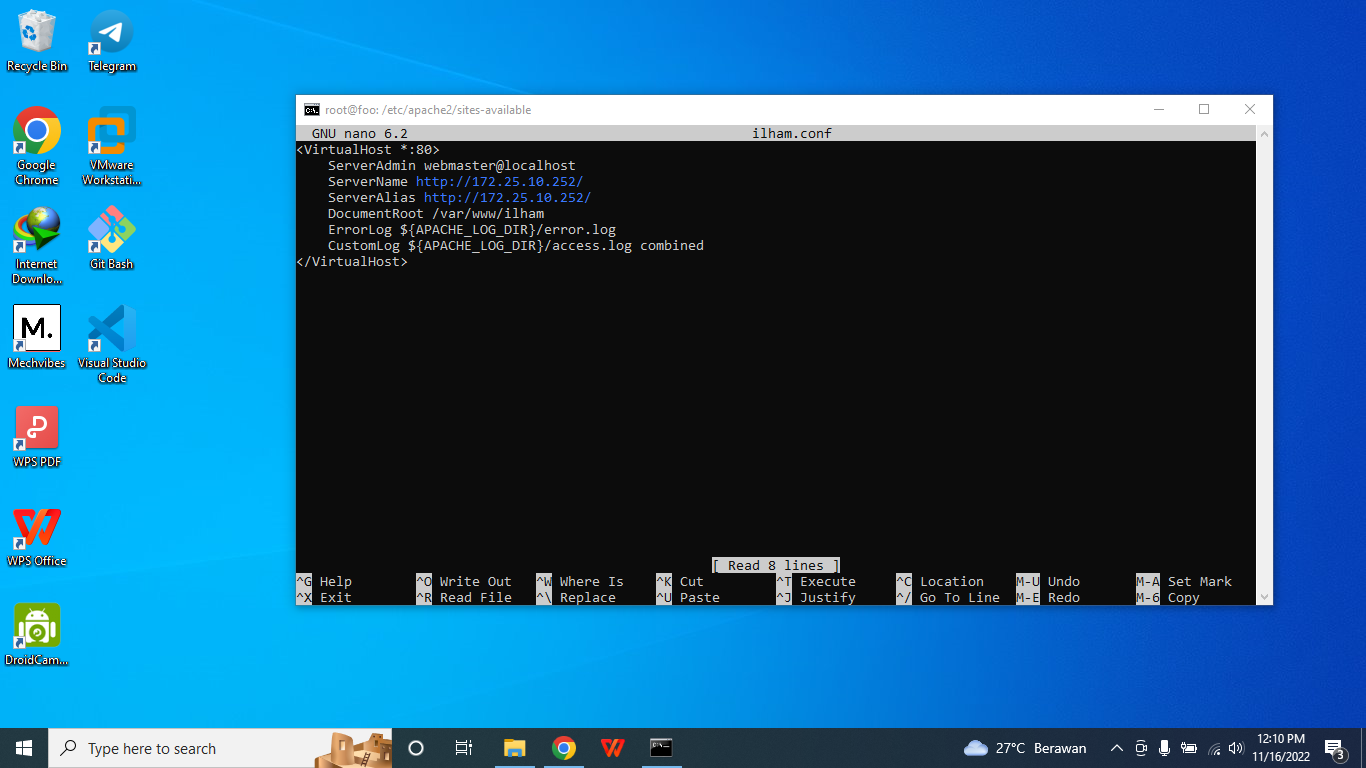 Recycle Bin
Telegram
Google
Chrome
VMware
Workstati...
Internet
Downlo...
Git Bash
M.
Mechvibes
Visual Studio
Code
WPS PDF
WPS Office
DroidCam...
root@foo: /etc/apache2/sites-available
GNU nano 6.2 ilham.conf
<VirtualHost *:80>
ServerAdmin webmaster@localhost
ServerName http://172.25.10.252/
ServerAlias http://172.25.10.252/
DocumentRoot /var/www/ilham
ErrorLog ${APACHE_LOG_DIR}/error.log
CustomLog ${APACHE_LOG_DIR}/access.log combined
</VirtualHost>
[ Read 8 lines ]
^G Help ^O Write Out ^W Where Is ^K Cut ^T Execute ^C Location M-U Undo M-A Set Mark
^X Exit ^R Read File ^\ Replace ^U Paste ^J Justify ^/ Go To Line M-E Redo M-6 Copy
Type here to search
27°C Berawan
12:10 PM
11/16/2022
3